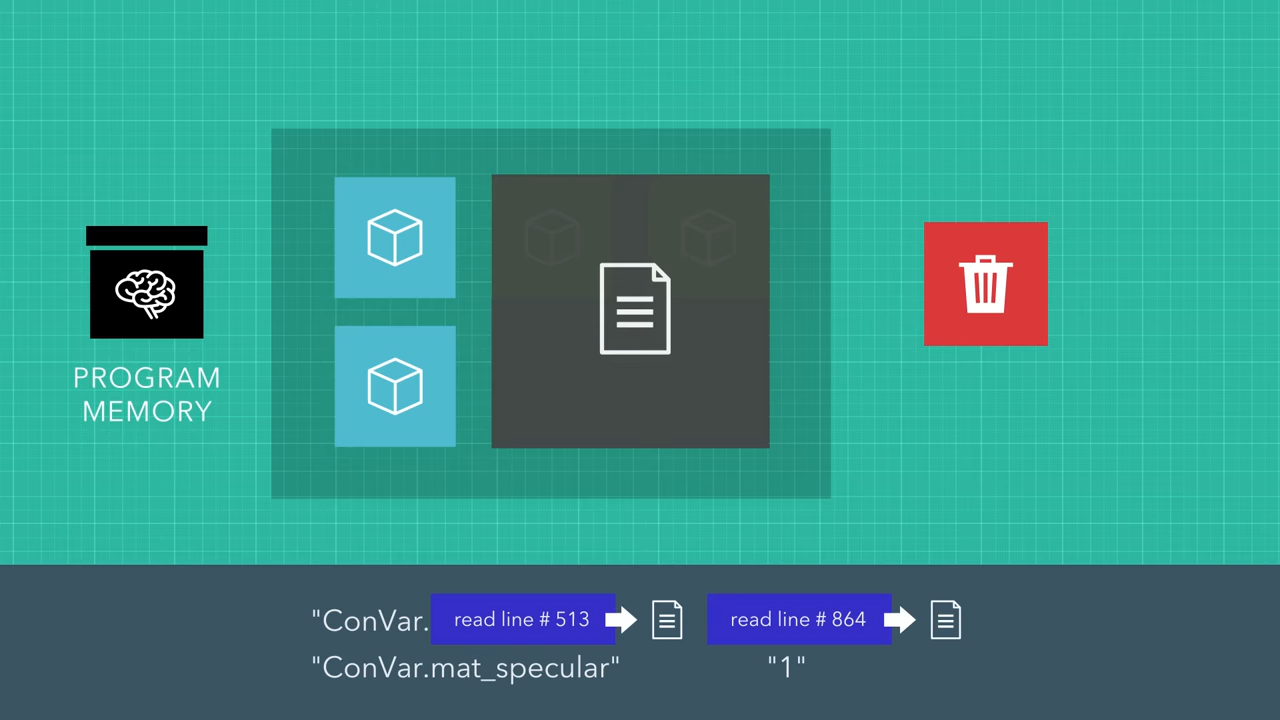 PROGRAM
MEMORY
"ConVar. read line # 513 read line # 864
"ConVar.mat_specular" "1"